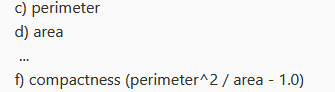 c) perimeter
d) area
...
f) compactness (perimeter^2 / area - 1.0)